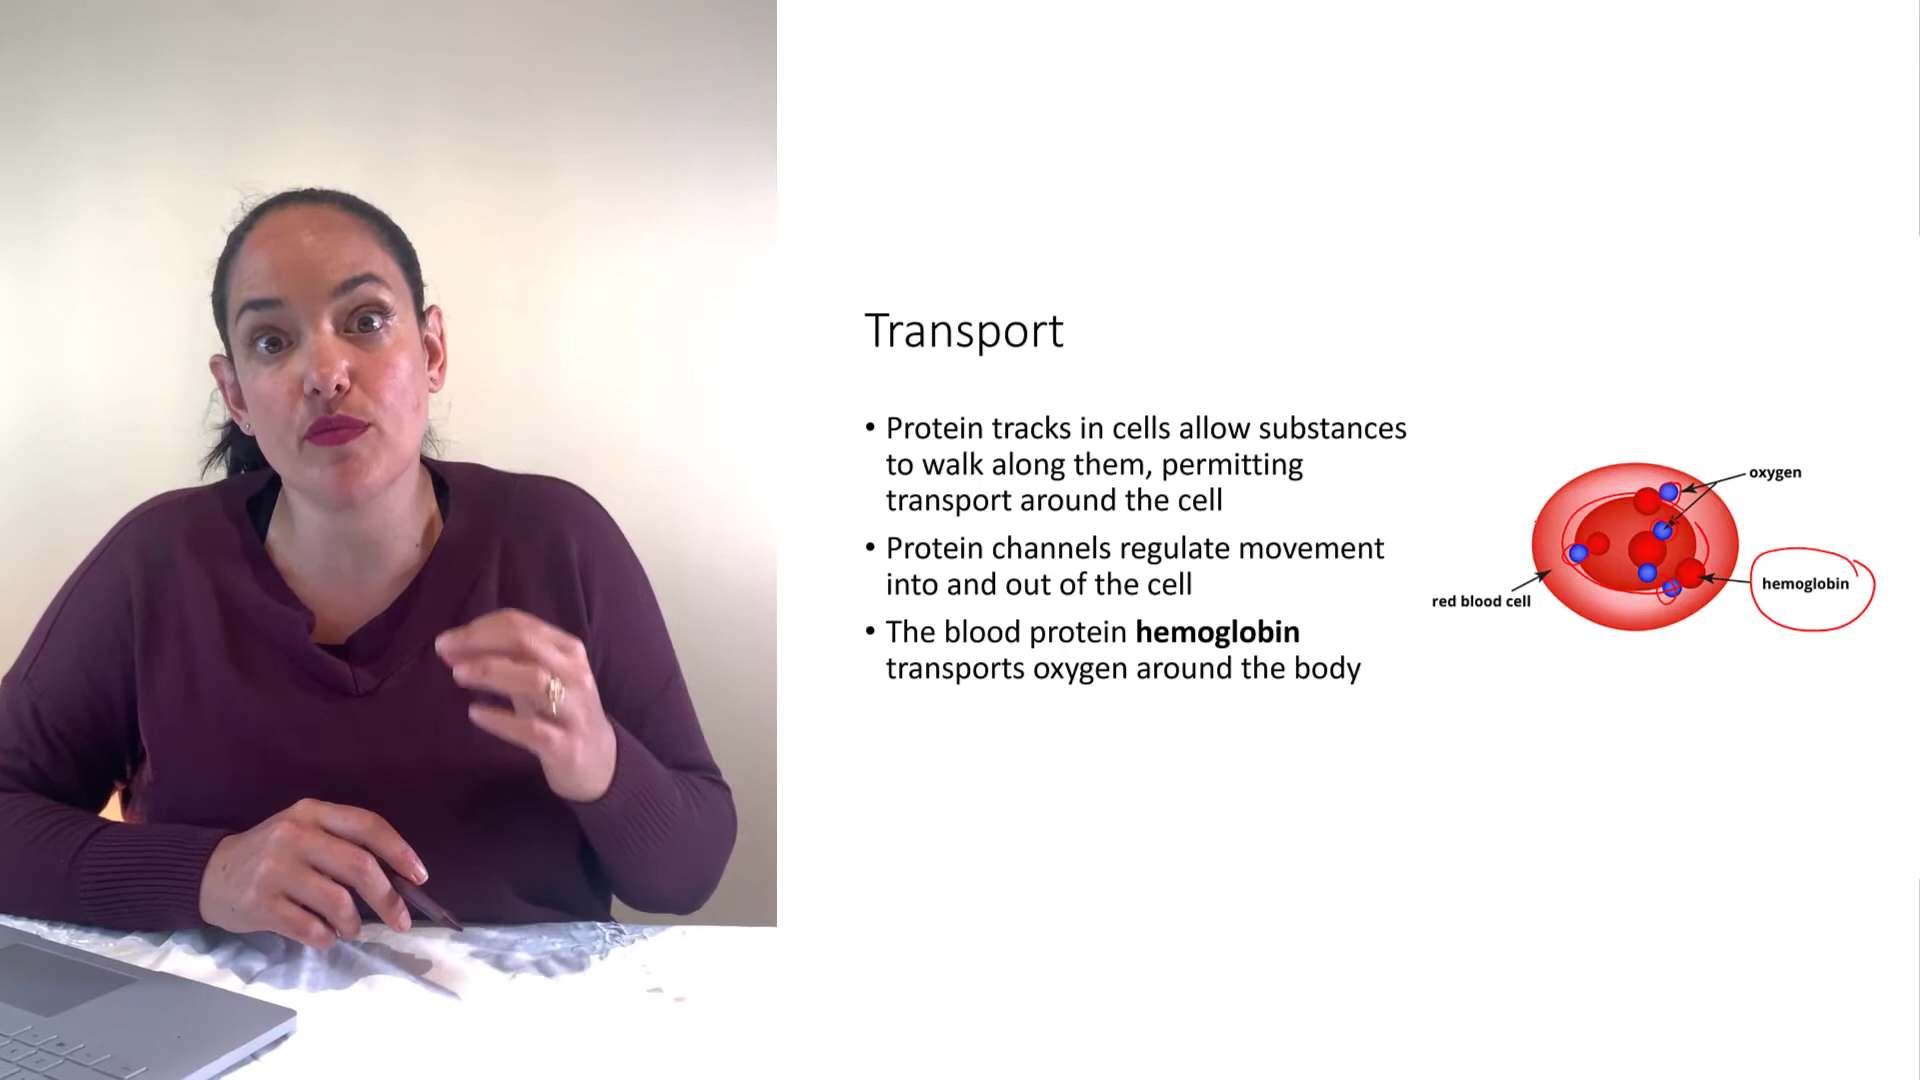 Transport
• Protein tracks in cells allow substances
to walk along them, permitting
transport around the cell
• Protein channels regulate movement
into and out of the cell
• The blood protein hemoglobin
transports oxygen around the body
oxygen
hemoglobin
red blood cell